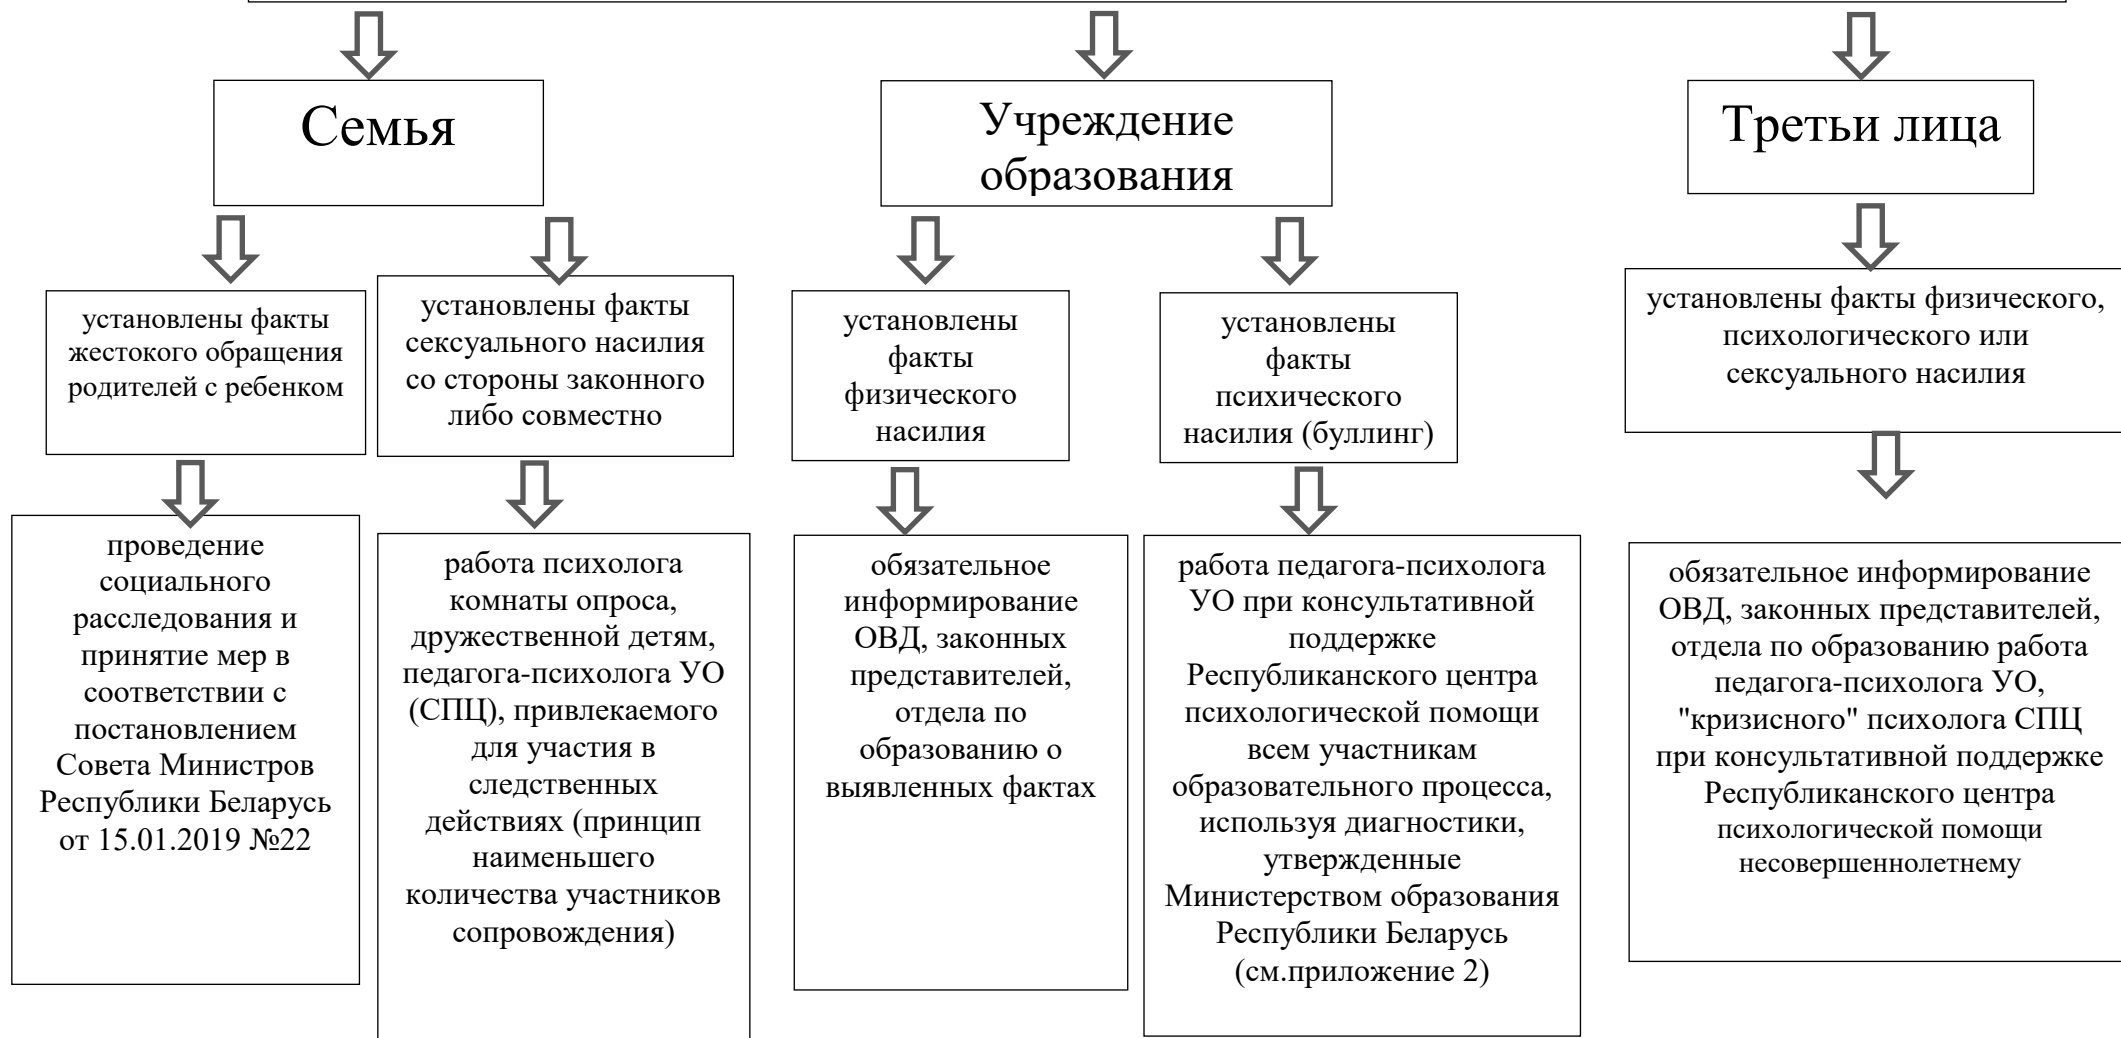 Семья
Учреждение
образования
Третьи лица
установлены факты
жестокого обращения
родителей с ребенком
установлены факты
сексуального насилия
со стороны законного
либо совместно
установлены
факты
физического
насилия
установлены
факты
психического
насилия (буллинг)
установлены факты физического,
психологического или
сексуального насилия
проведение
социального
расследования и
принятие мер в
соответствии с
постановлением
Совета Министров
Республики Беларусь
от 15.01.2019 №22
работа психолога
комнаты опроса,
дружественной детям,
педагога-психолога УО
(СПЦ), привлекаемого
для участия в
следственных
действиях (принцип
наименьшего
количества участников
сопровождения)
обязательное
информирование
ОВД, законных
представителей,
отдела по
образованию о
выявленных фактах
работа педагога-психолога
УО при консультативной
поддержке
Республиканского центра
психологической помощи
всем участникам
образовательного процесса,
используя диагностики,
утвержденные
Министерством образования
Республики Беларусь
(см.приложение 2)
обязательное информирование
ОВД, законных представителей,
отдела по образованию работа
педагога-психолога УО,
"кризисного" психолога СПЦ
при консультативной поддержке
Республиканского центра
психологической помощи
несовершеннолетнему